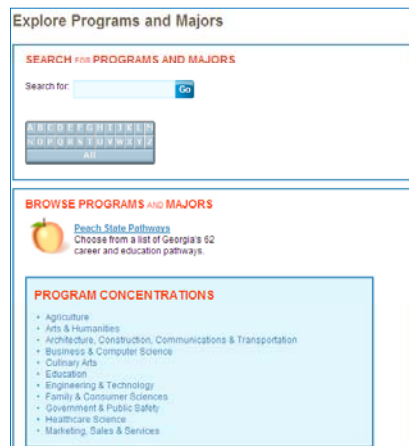 Explore Programs and Majors
SEARCH FOR PROGRAMS AND MAJORS
Search for:
Go
A B C D E F G H I J K L M
N O P Q R S T U V W X Y Z
All
BROWSE PROGRAMS AND MAJORS
Peach State Pathways
Choose from a list of Georgia's 62
career and education pathways.
PROGRAM CONCENTRATIONS
• Agriculture
• Arts & Humanities
• Architecture, Construction, Communications & Transportation
• Business & Computer Science
• Culinary Arts
• Education
• Engineering & Technology
• Family & Consumer Sciences
• Government & Public Safety
• Healthcare Science
• Marketing, Sales & Services